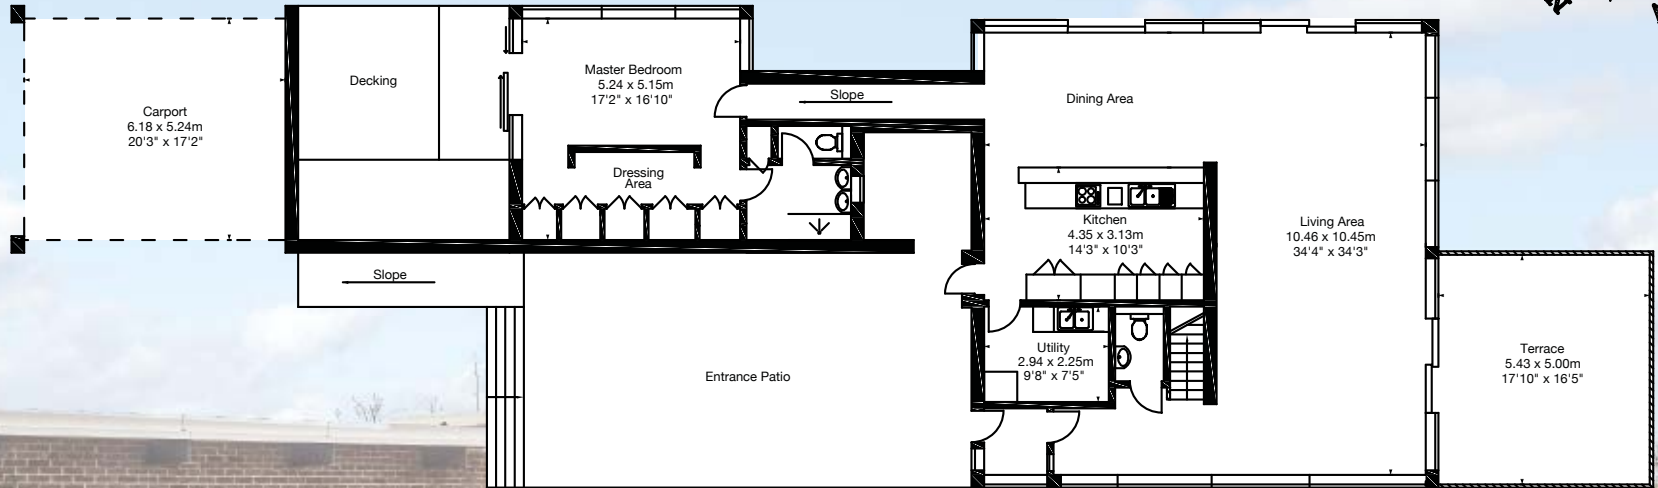 Carport
6.18 x 5.24m
20'3" x 17'2"
Decking
Master Bedroom
5.24 x 5.15m
17'2" x 16'10"
Slope
Dining Area
Dressing
Area
Kitchen
4.35 x 3.13m
14'3" x 10'3"
Living Area
10.46 x 10.45m
34'4" x 34'3"
Slope
Entrance Patio
Utility
2.94 x 2.25m
9'8" x 7'5"
Terrace
5.43 x 5.00m
17'10" x 16'5"